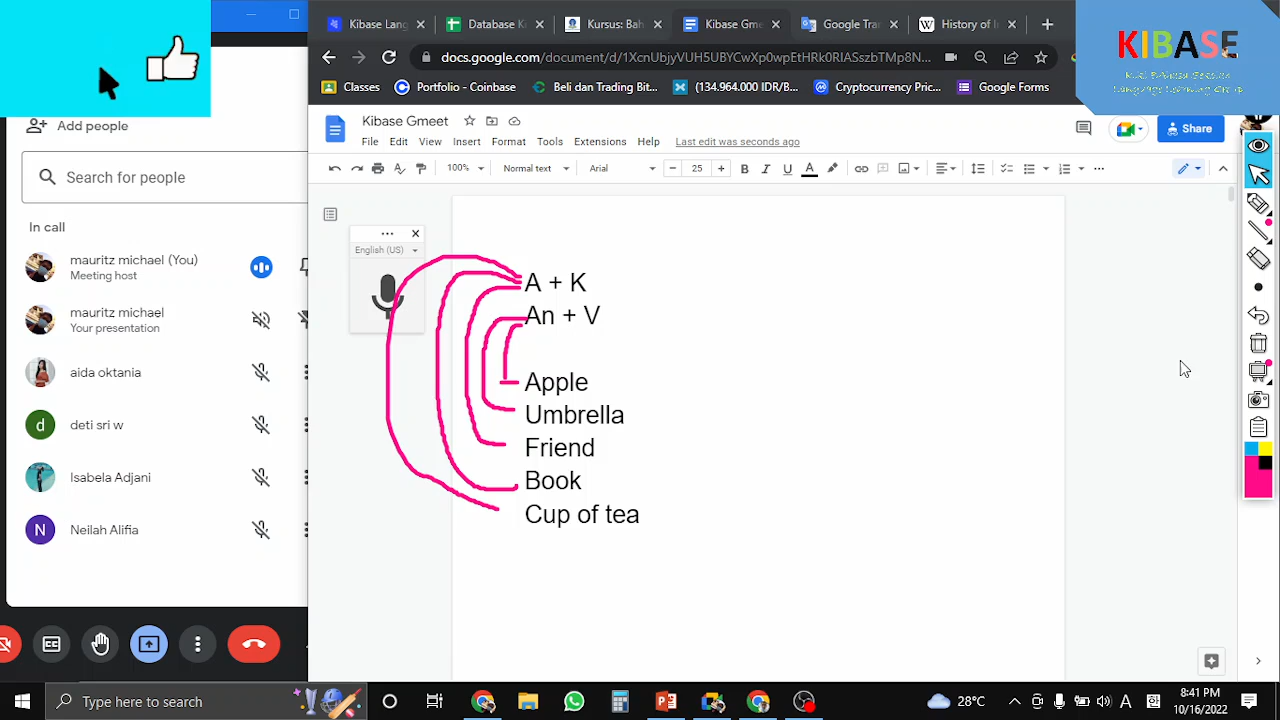 Kibase Lang
Database K
Kursus: Bah
Kibase Gme
Google Tra
History of I
KIBASE
Language Learning Group
docs.google.com/document/d/1XcnUbjyVUH5UBYCwXp0wpEtHRk0RIASszbTmp8N...
Classes
Portfolio - Coinbase
Beli dan Trading Bit...
(134.964.000 IDR/B...
Cryptocurrency Pric...
Google Forms
Kibase Gmeet
File Edit View Insert Format Tools Extensions Help Last edit was seconds ago
Share
100% Normal text Arial 25
Add people
Search for people
In call
mauritz michael (You)
Meeting host
mauritz michael
Your presentation
aida oktania
deti sri w
Isabela Adjani
Neilah Alifia
English (US)
A + K
An + V
Apple
Umbrella
Friend
Book
Cup of tea
Type here to search
28°C
8:41 PM
10/16/2022